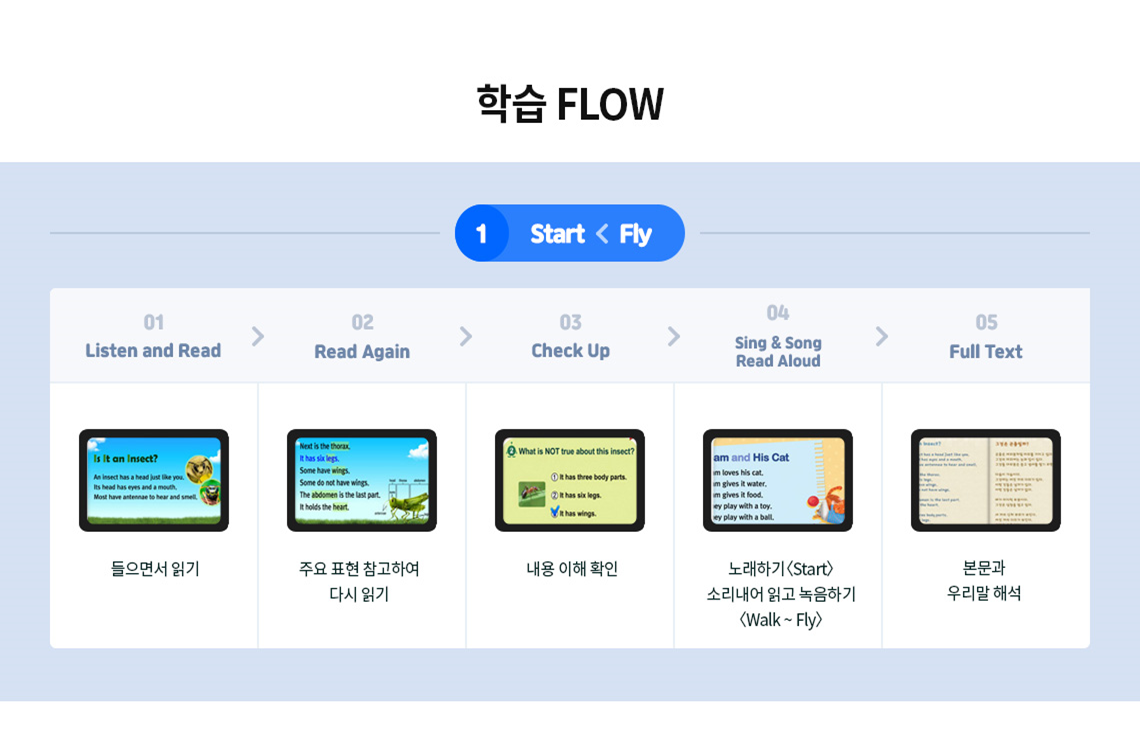 학습 FLOW
1 Start < Fly
01
Listen and Read
02
Read Again
03
Check Up
04
Sing & Song
Read Aloud
05
Full Text
Is It an Insect?
An insect has a head just like you.
Its head has eyes and a mouth.
Most have antennae to hear and smell.
Next is the thorax.
It has six legs.
Some have wings.
Some do not have wings.
The abdomen is the last part.
It holds the heart.
What is NOT true about this insect?
① It has three body parts.
② It has six legs.
It has wings.
am and His Cat
am loves his cat.
am gives it water.
am gives it food.
ey play with a toy.
ey play with a ball.
들으면서 읽기
주요 표현 참고하여
다시 읽기
내용 이해 확인
노래하기〈Start〉
소리내어 읽고 녹음하기
〈Walk ~ Fly〉
본문과
우리말 해석